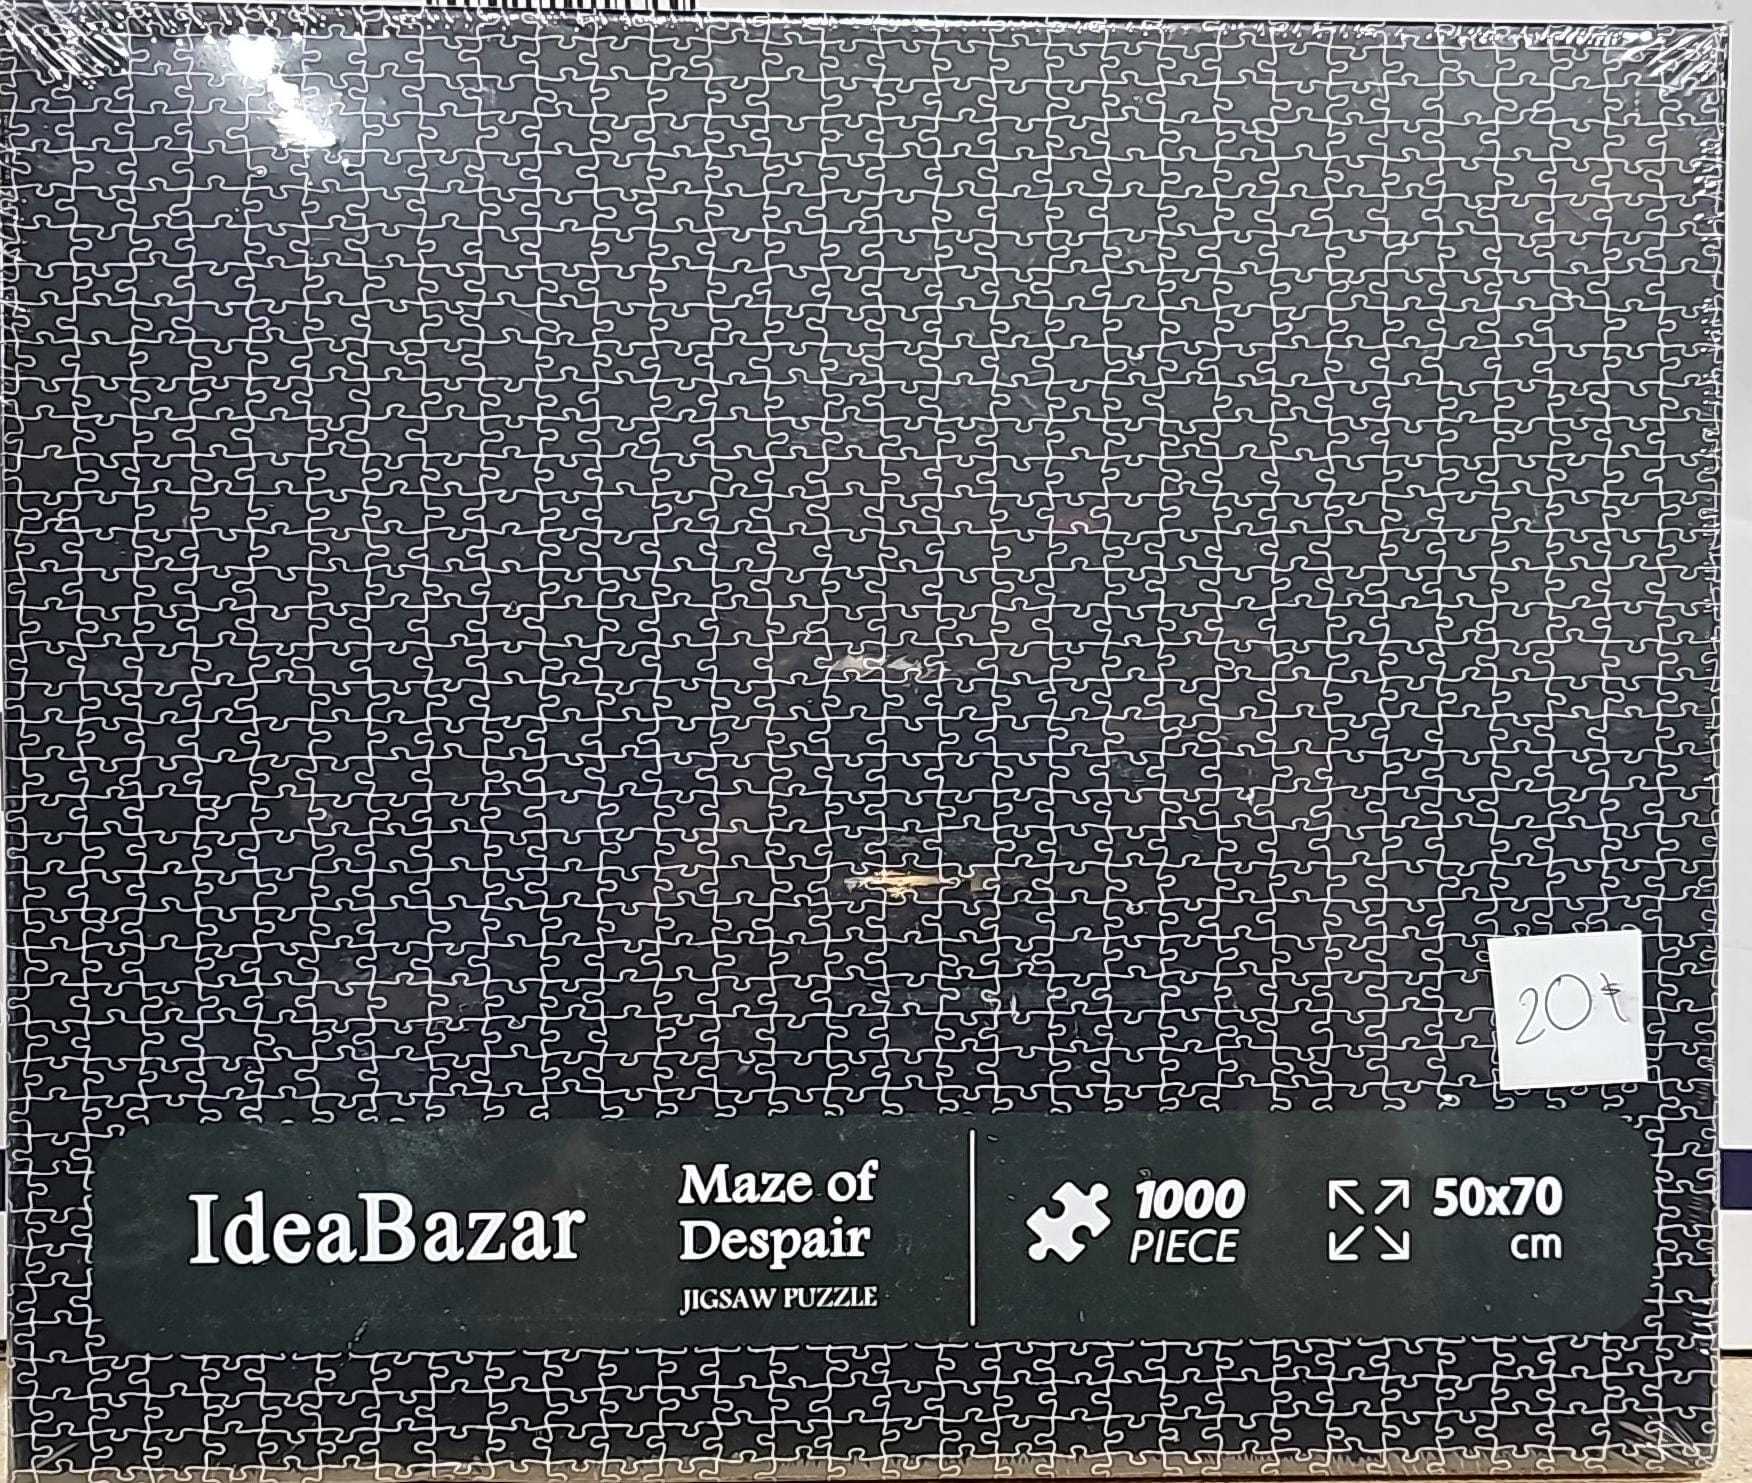 20$
IdeaBazar
Maze of
Despair
JIGSAW PUZZLE
1000
PIECE
50x70
cm